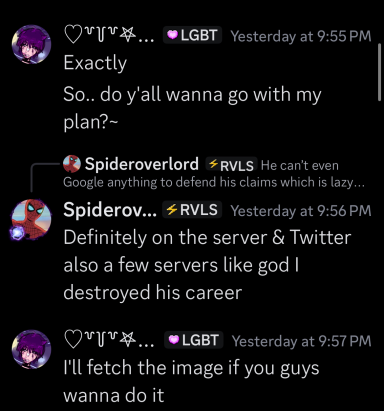 ♡ʷƖƪʷ⛧... LGBT Yesterday at 9:55 PM
Exactly
So.. do y'all wanna go with my
plan?~
Spideroverlord ⚡RVLS He can't even
Google anything to defend his claims which is lazy...
Spiderov... ⚡RVLS Yesterday at 9:56 PM
Definitely on the server & Twitter
also a few servers like god I
destroyed his career
LGBT Yesterday at 9:57 PM
I'll fetch the image if you guys
wanna do it